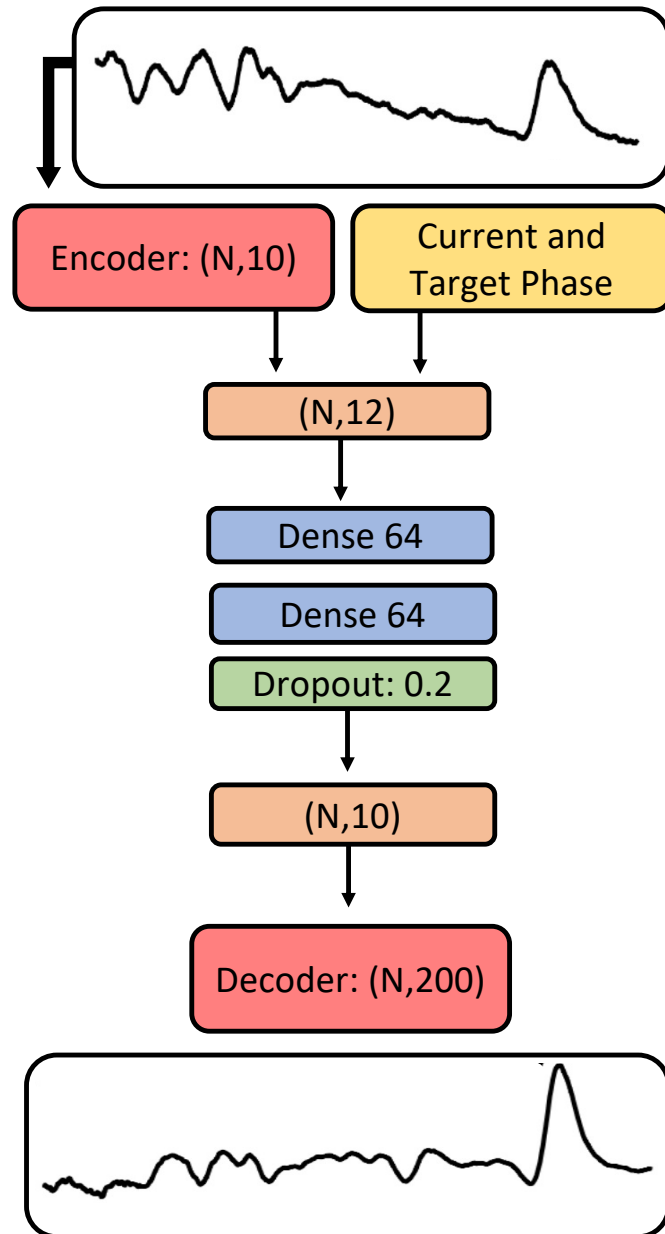 Encoder: (N,10)
Current and
Target Phase
(N,12)
Dense 64
Dense 64
Dropout: 0.2
(N,10)
Decoder: (N,200)